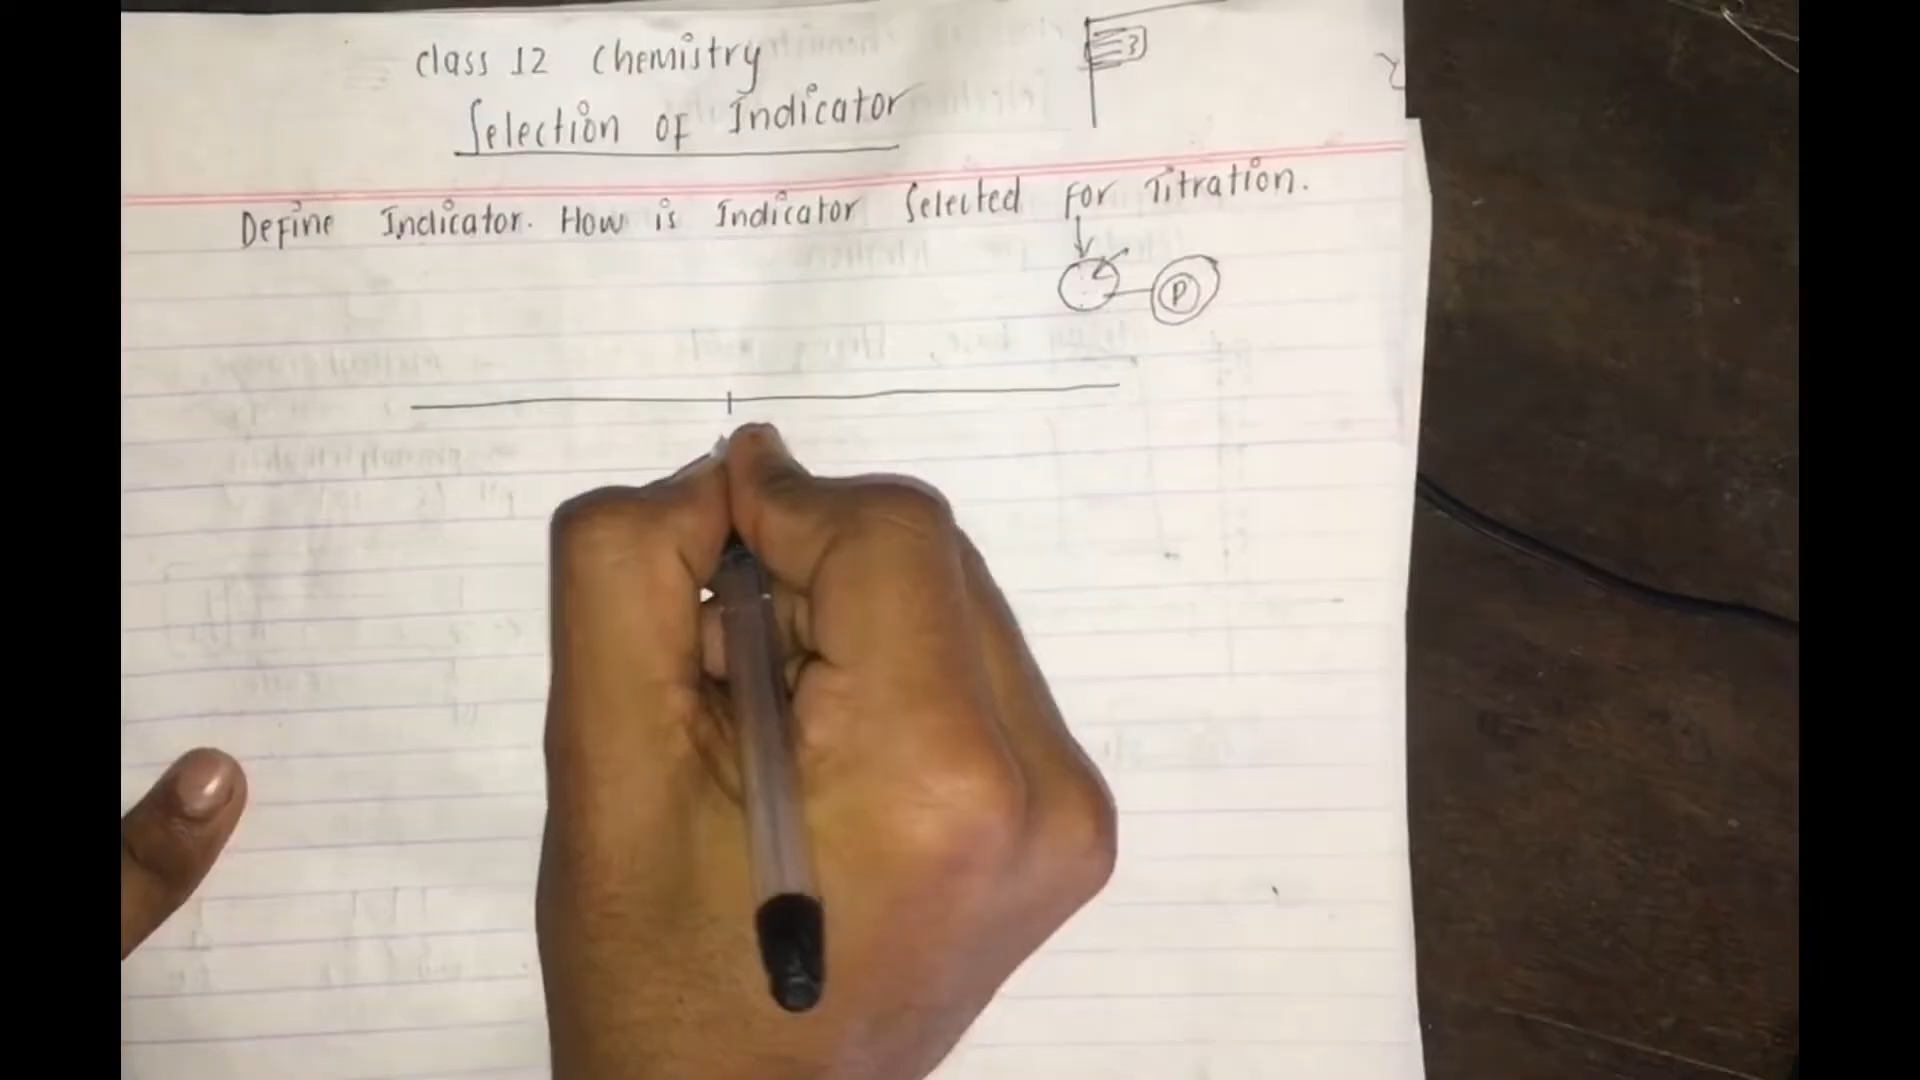 Class 12 Chemistry
Selection of Indicator
Define Indicator. How is Indicator Selected for Titration.
P